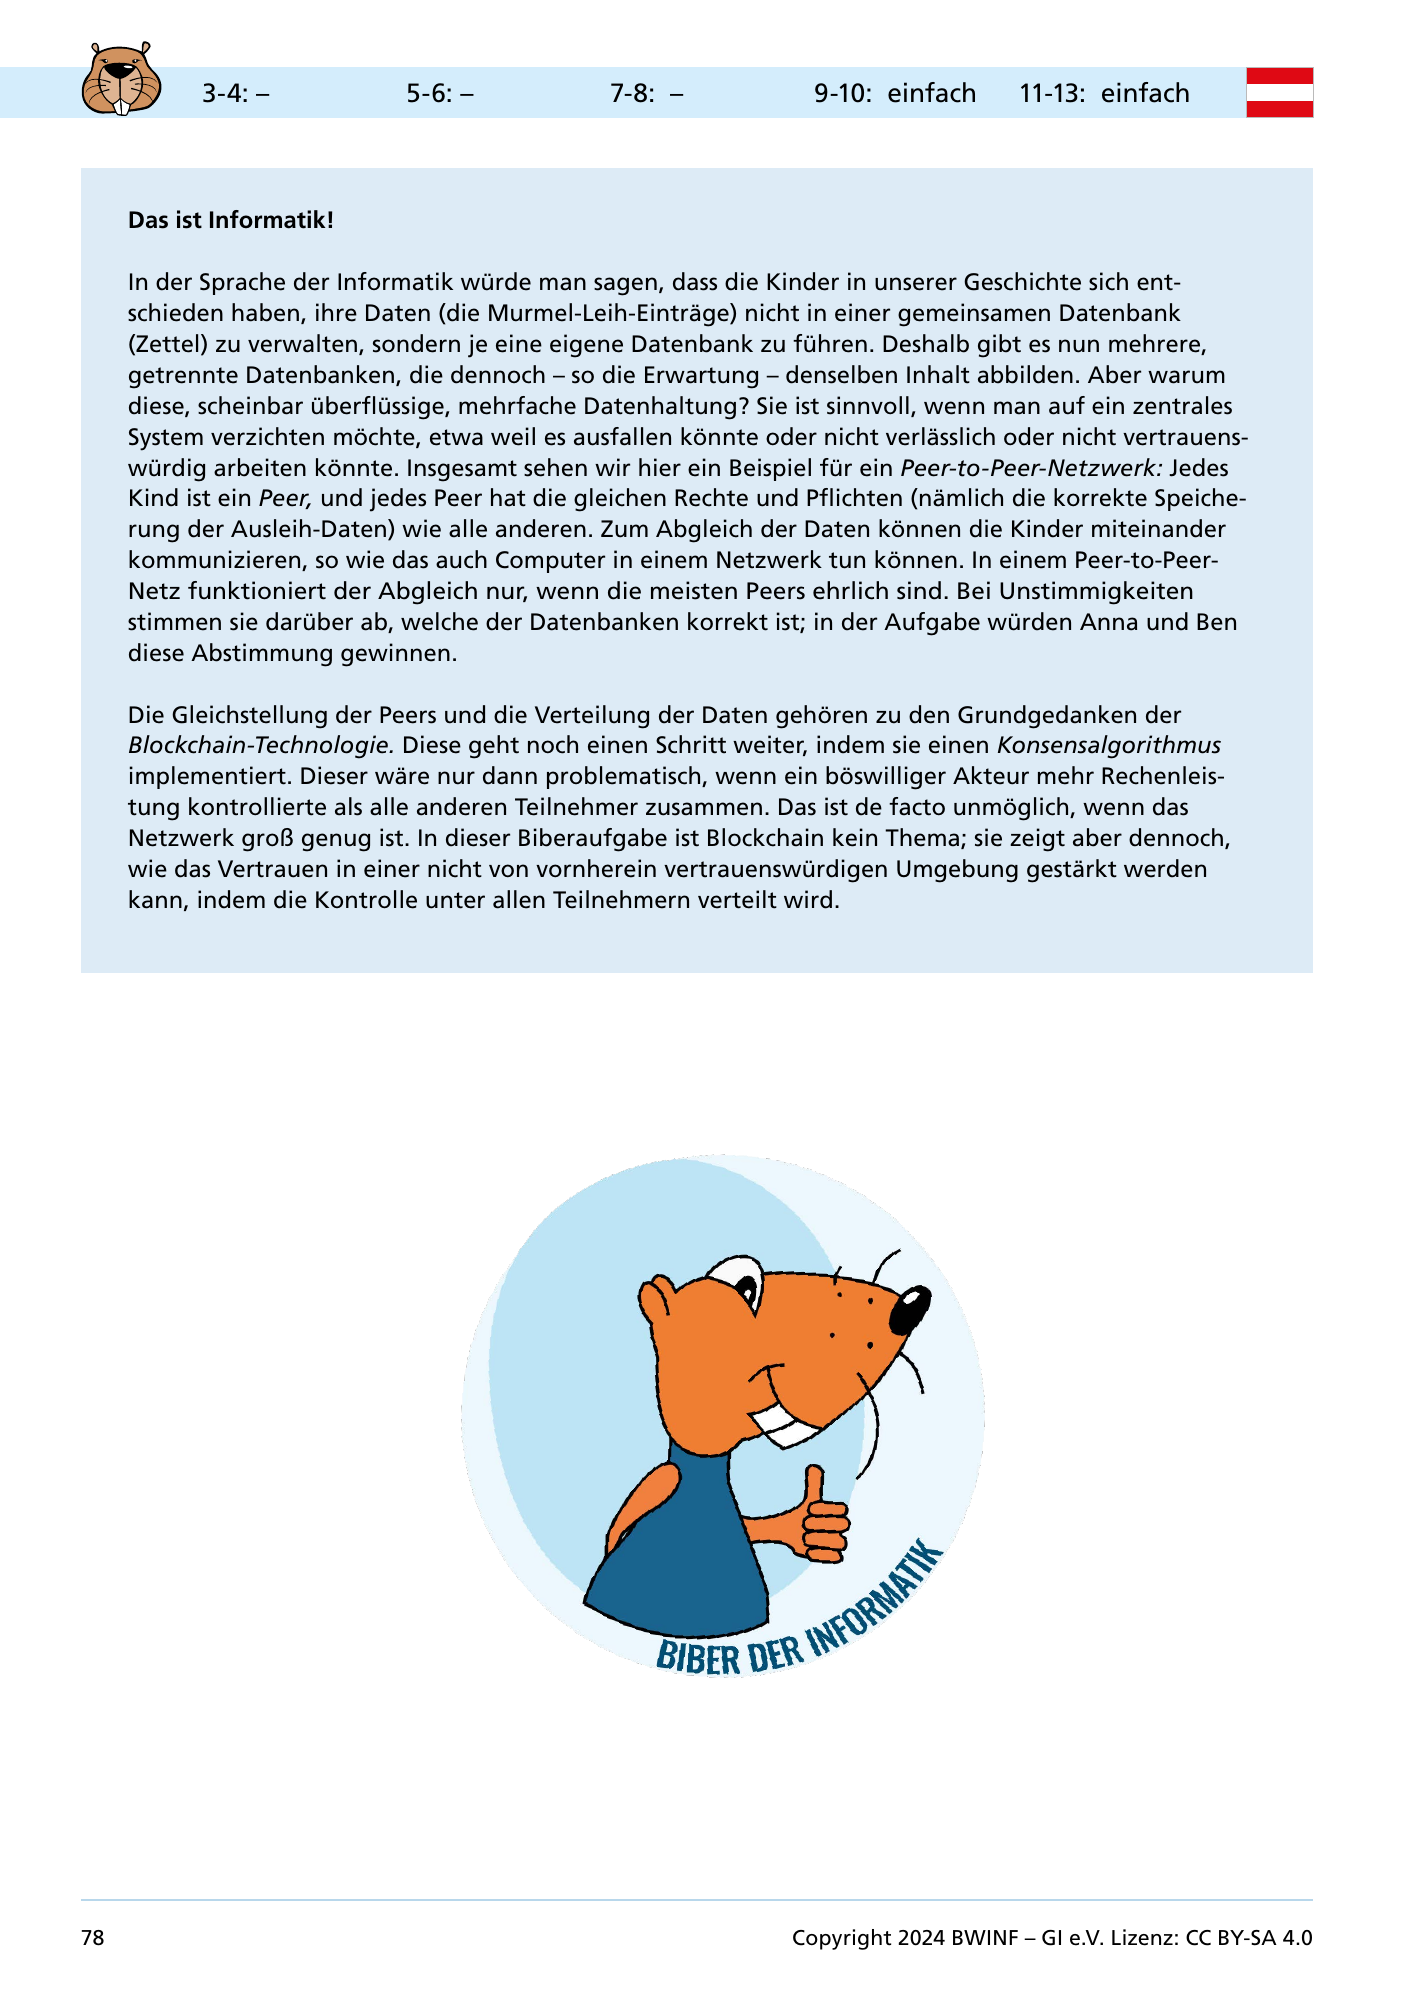 3-4: – 5-6: – 7-8: – 9-10: einfach 11-13: einfach
Das ist Informatik!
In der Sprache der Informatik würde man sagen, dass die Kinder in unserer Geschichte sich ent-
schieden haben, ihre Daten (die Murmel-Leih-Einträge) nicht in einer gemeinsamen Datenbank
(Zettel) zu verwalten, sondern je eine eigene Datenbank zu führen. Deshalb gibt es nun mehrere,
getrennte Datenbanken, die dennoch – so die Erwartung – denselben Inhalt abbilden. Aber warum
diese, scheinbar überflüssige, mehrfache Datenhaltung? Sie ist sinnvoll, wenn man auf ein zentrales
System verzichten möchte, etwa weil es ausfallen könnte oder nicht verlässlich oder nicht vertrauens-
würdig arbeiten könnte. Insgesamt sehen wir hier ein Beispiel für ein Peer-to-Peer-Netzwerk: Jedes
Kind ist ein Peer, und jedes Peer hat die gleichen Rechte und Pflichten (nämlich die korrekte Speiche-
rung der Ausleih-Daten) wie alle anderen. Zum Abgleich der Daten können die Kinder miteinander
kommunizieren, so wie das auch Computer in einem Netzwerk tun können. In einem Peer-to-Peer-
Netz funktioniert der Abgleich nur, wenn die meisten Peers ehrlich sind. Bei Unstimmigkeiten
stimmen sie darüber ab, welche der Datenbanken korrekt ist; in der Aufgabe würden Anna und Ben
diese Abstimmung gewinnen.
Die Gleichstellung der Peers und die Verteilung der Daten gehören zu den Grundgedanken der
Blockchain-Technologie. Diese geht noch einen Schritt weiter, indem sie einen Konsensalgorithmus
implementiert. Dieser wäre nur dann problematisch, wenn ein böswilliger Akteur mehr Rechenleis-
tung kontrollierte als alle anderen Teilnehmer zusammen. Das ist de facto unmöglich, wenn das
Netzwerk groß genug ist. In dieser Biberaufgabe ist Blockchain kein Thema; sie zeigt aber dennoch,
wie das Vertrauen in einer nicht von vornherein vertrauenswürdigen Umgebung gestärkt werden
kann, indem die Kontrolle unter allen Teilnehmern verteilt wird.
BIBER DER INFORMATIK
78 Copyright 2024 BWINF – GI e.V. Lizenz: CC BY-SA 4.0